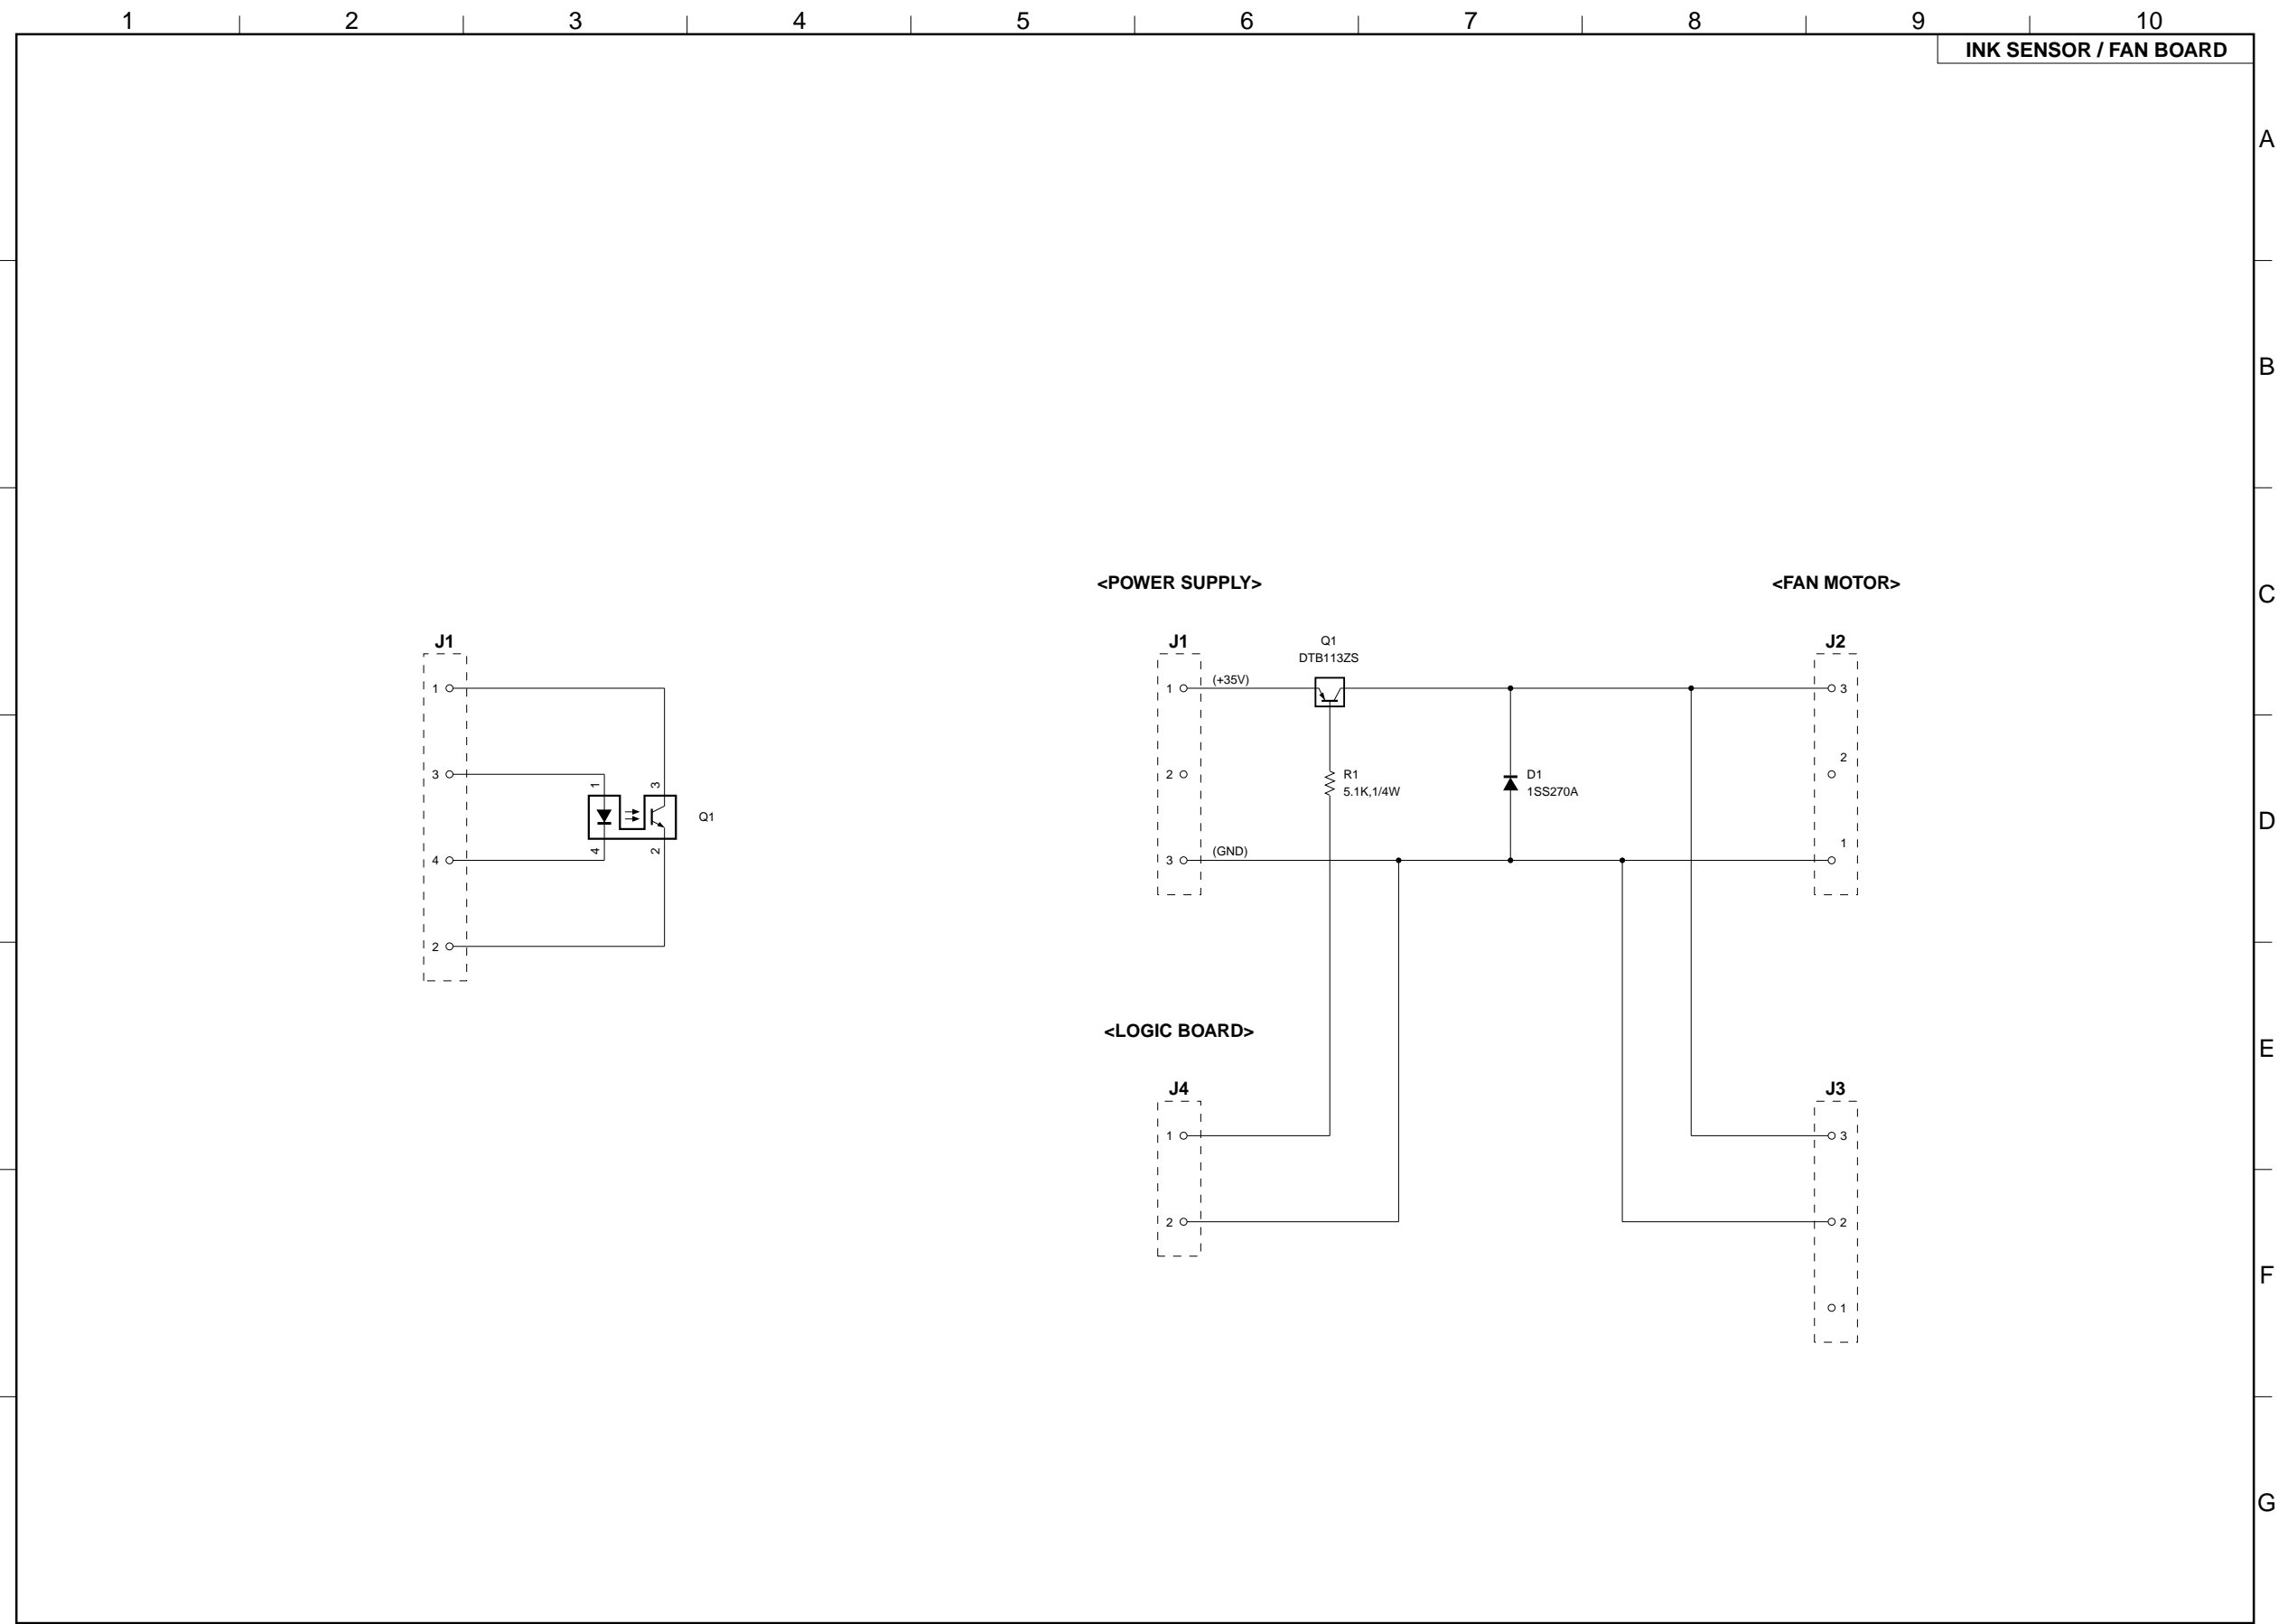 1 2 3 4 5 6 7 8 9 10
INK SENSOR / FAN BOARD
A
B
<POWER SUPPLY> <FAN MOTOR>
C
J1
1
3
4
2
1
3
4
2
Q1
J1
1
2
3
(+35V)
(GND)
Q1
DTB113ZS
R1
5.1K,1/4W
D1
1SS270A
J2
3
2
1
D
<LOGIC BOARD>
E
J4
1
2
J3
3
2
1
F
G